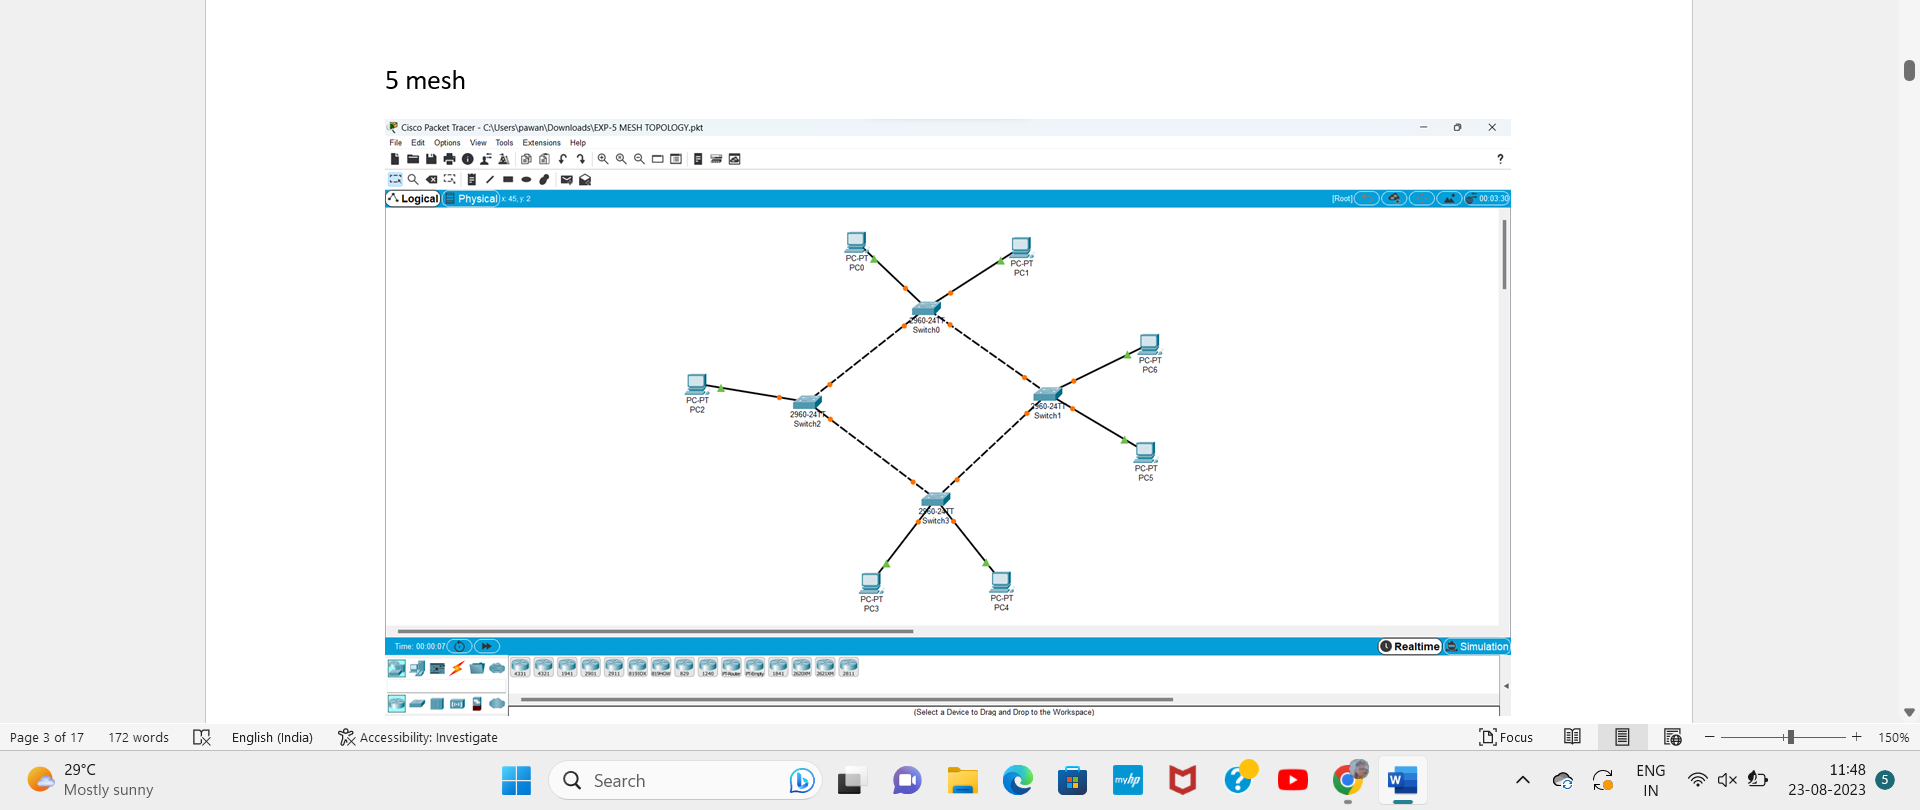 5 mesh
Cisco Packet Tracer - C:\Users\pawan\Downloads\EXP-5 MESH TOPOLOGY.pkt
File Edit Options View Tools Extensions Help
?
Logical Physical x: 45, y: 2 [Root] 00:03:30
PC-PT
PC0
PC-PT
PC1
2960-24TT
Switch0
PC-PT
PC6
PC-PT
PC2
2960-24TT
Switch2
2960-24TT
Switch1
PC-PT
PC5
2960-24TT
Switch3
PC-PT
PC3
PC-PT
PC4
Time: 00:00:07 Realtime Simulation
4331 4321 1941 2901 2911 819IOX 819HGW 829 1240 PT-Router PT-Empty 1841 2620XM 2621XM 2811
(Select a Device to Drag and Drop to the Workspace)
Page 3 of 17 172 words English (India) Accessibility: Investigate Focus 150%
29°C
Mostly sunny
Search
myhp
W
ENG
IN
11:48
23-08-2023
5